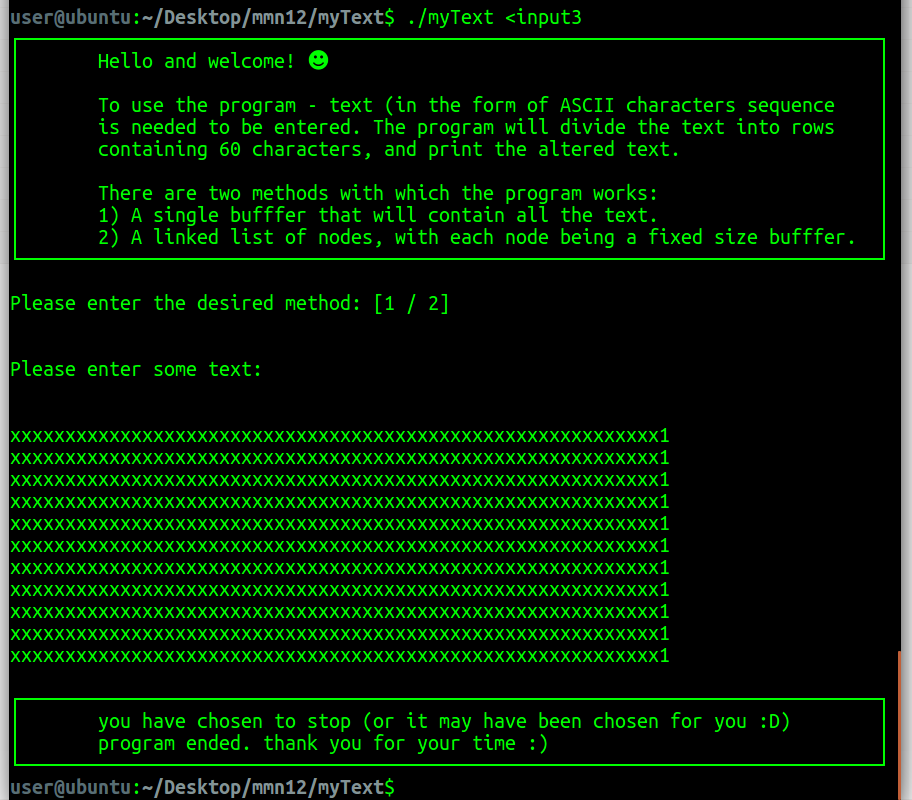 user@ubuntu:~/Desktop/mmn12/myText$ ./myText <input3
Hello and welcome! ☻
To use the program - text (in the form of ASCII characters sequence
is needed to be entered. The program will divide the text into rows
containing 60 characters, and print the altered text.
There are two methods with which the program works:
1) A single bufffer that will contain all the text.
2) A linked list of nodes, with each node being a fixed size bufffer.
Please enter the desired method: [1 / 2]
Please enter some text:
xxxxxxxxxxxxxxxxxxxxxxxxxxxxxxxxxxxxxxxxxxxxxxxxxxxxxxxxxxx1
xxxxxxxxxxxxxxxxxxxxxxxxxxxxxxxxxxxxxxxxxxxxxxxxxxxxxxxxxxx1
xxxxxxxxxxxxxxxxxxxxxxxxxxxxxxxxxxxxxxxxxxxxxxxxxxxxxxxxxxx1
xxxxxxxxxxxxxxxxxxxxxxxxxxxxxxxxxxxxxxxxxxxxxxxxxxxxxxxxxxx1
xxxxxxxxxxxxxxxxxxxxxxxxxxxxxxxxxxxxxxxxxxxxxxxxxxxxxxxxxxx1
xxxxxxxxxxxxxxxxxxxxxxxxxxxxxxxxxxxxxxxxxxxxxxxxxxxxxxxxxxx1
xxxxxxxxxxxxxxxxxxxxxxxxxxxxxxxxxxxxxxxxxxxxxxxxxxxxxxxxxxx1
xxxxxxxxxxxxxxxxxxxxxxxxxxxxxxxxxxxxxxxxxxxxxxxxxxxxxxxxxxx1
xxxxxxxxxxxxxxxxxxxxxxxxxxxxxxxxxxxxxxxxxxxxxxxxxxxxxxxxxxx1
xxxxxxxxxxxxxxxxxxxxxxxxxxxxxxxxxxxxxxxxxxxxxxxxxxxxxxxxxxx1
xxxxxxxxxxxxxxxxxxxxxxxxxxxxxxxxxxxxxxxxxxxxxxxxxxxxxxxxxxx1
you have chosen to stop (or it may have been chosen for you :D)
program ended. thank you for your time :)
user@ubuntu:~/Desktop/mmn12/myText$